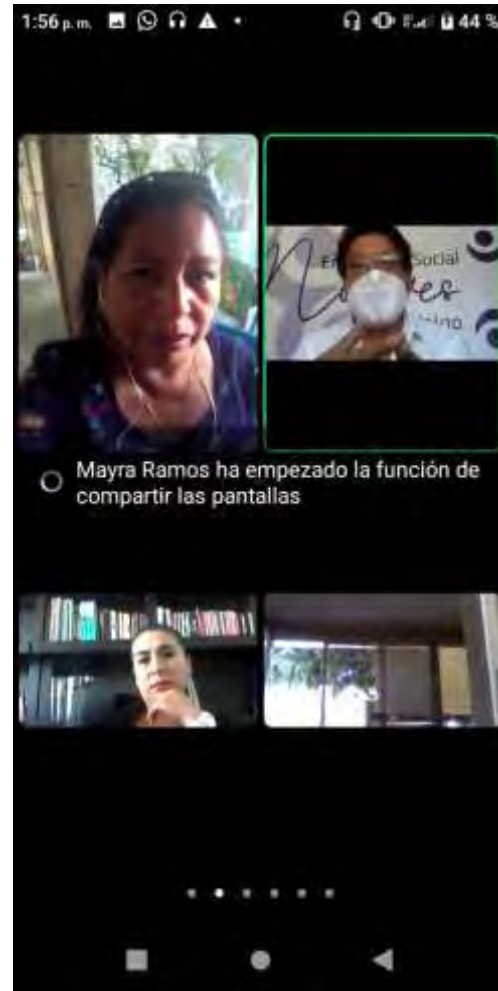 1:56 p. m.
44 %
Social
Mayra Ramos ha empezado la función de
compartir las pantallas